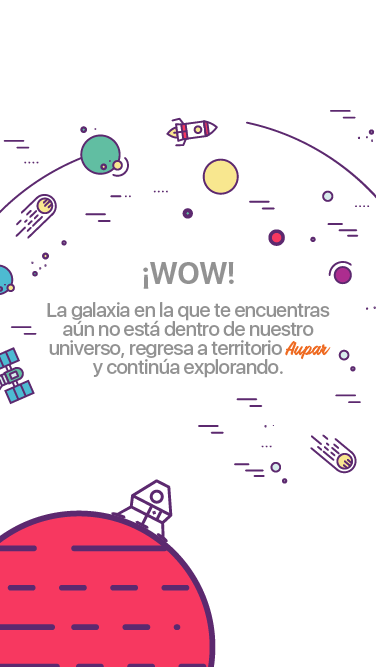 ¡WOW!
La galaxia en la que te encuentras
aún no está dentro de nuestro
universo, regresa a territorio Aupar
y continúa explorando.